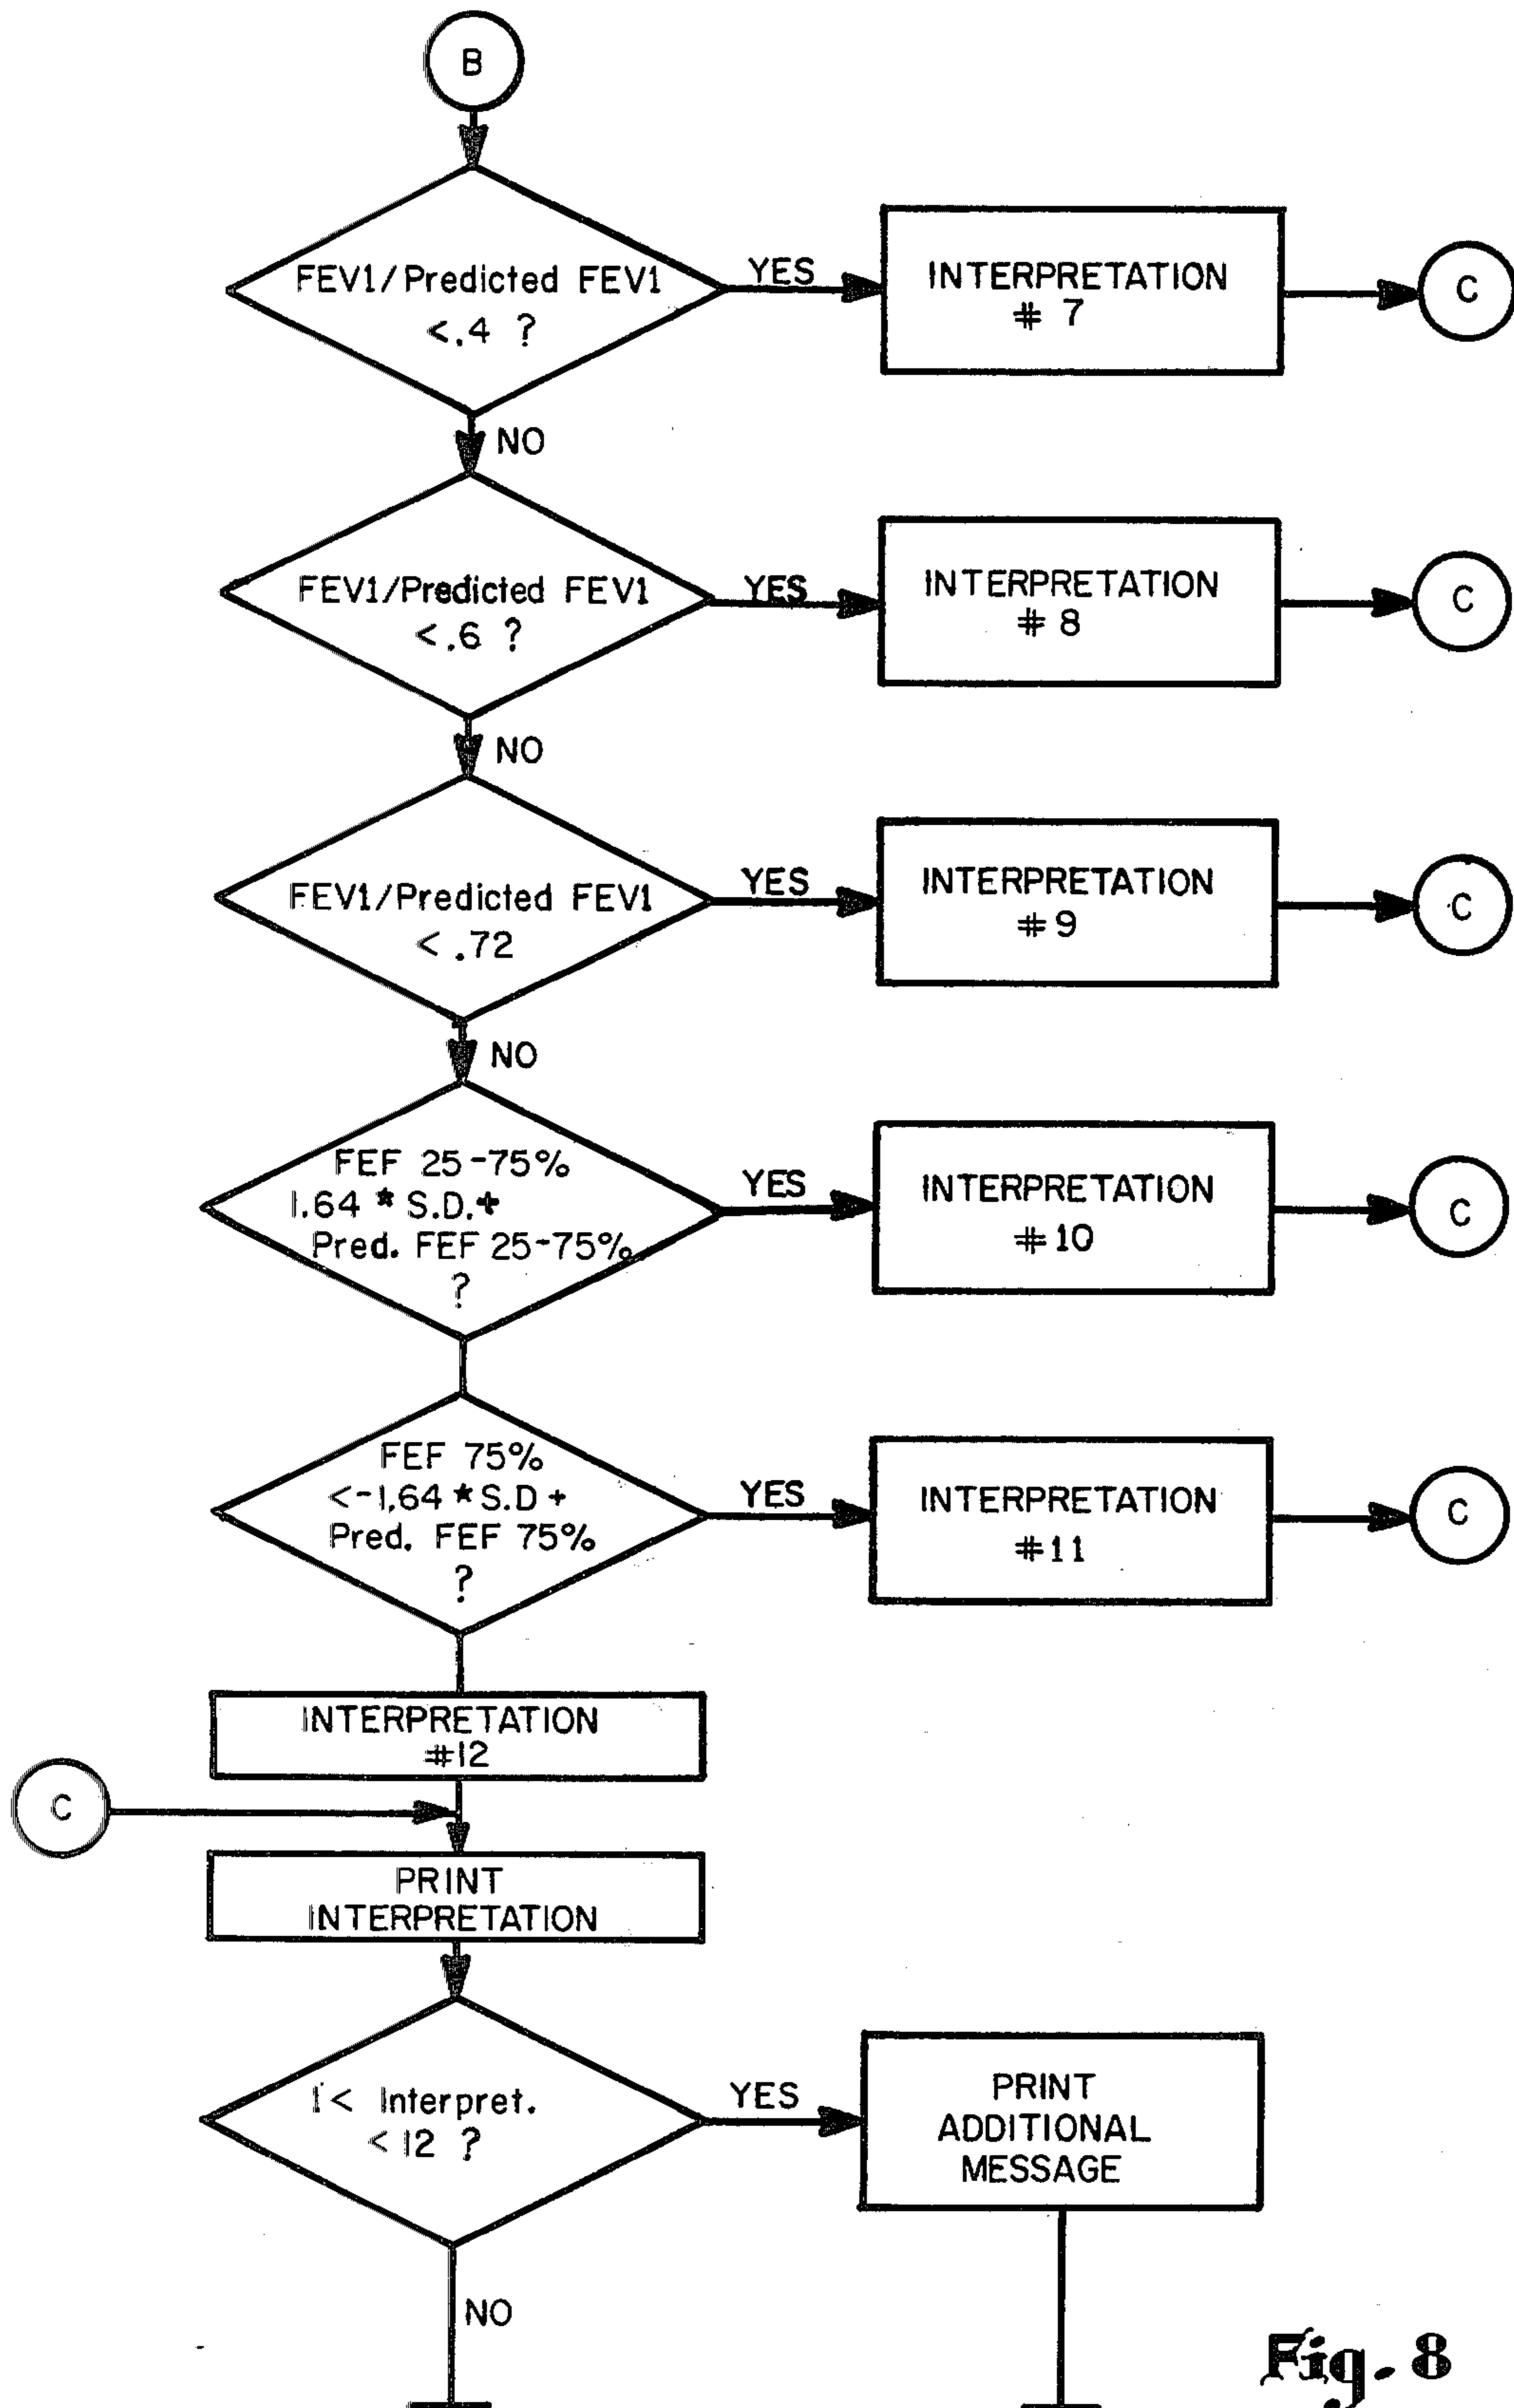 B
FEV1/Predicted FEV1
<.4 ?
YES
INTERPRETATION
# 7
C
NO
FEV1/Predicted FEV1
<.6 ?
YES
INTERPRETATION
# 8
C
NO
FEV1/Predicted FEV1
< .72
YES
INTERPRETATION
#9
C
NO
FEF 25-75%
1.64 * S.D.+
Pred. FEF 25-75%
?
YES
INTERPRETATION
#10
C
FEF 75%
<-1.64 * S.D +
Pred. FEF 75%
?
YES
INTERPRETATION
#11
C
INTERPRETATION
#12
C
PRINT
INTERPRETATION
1< Interpret.
<12 ?
YES
PRINT
ADDITIONAL
MESSAGE
NO
Fig. 8